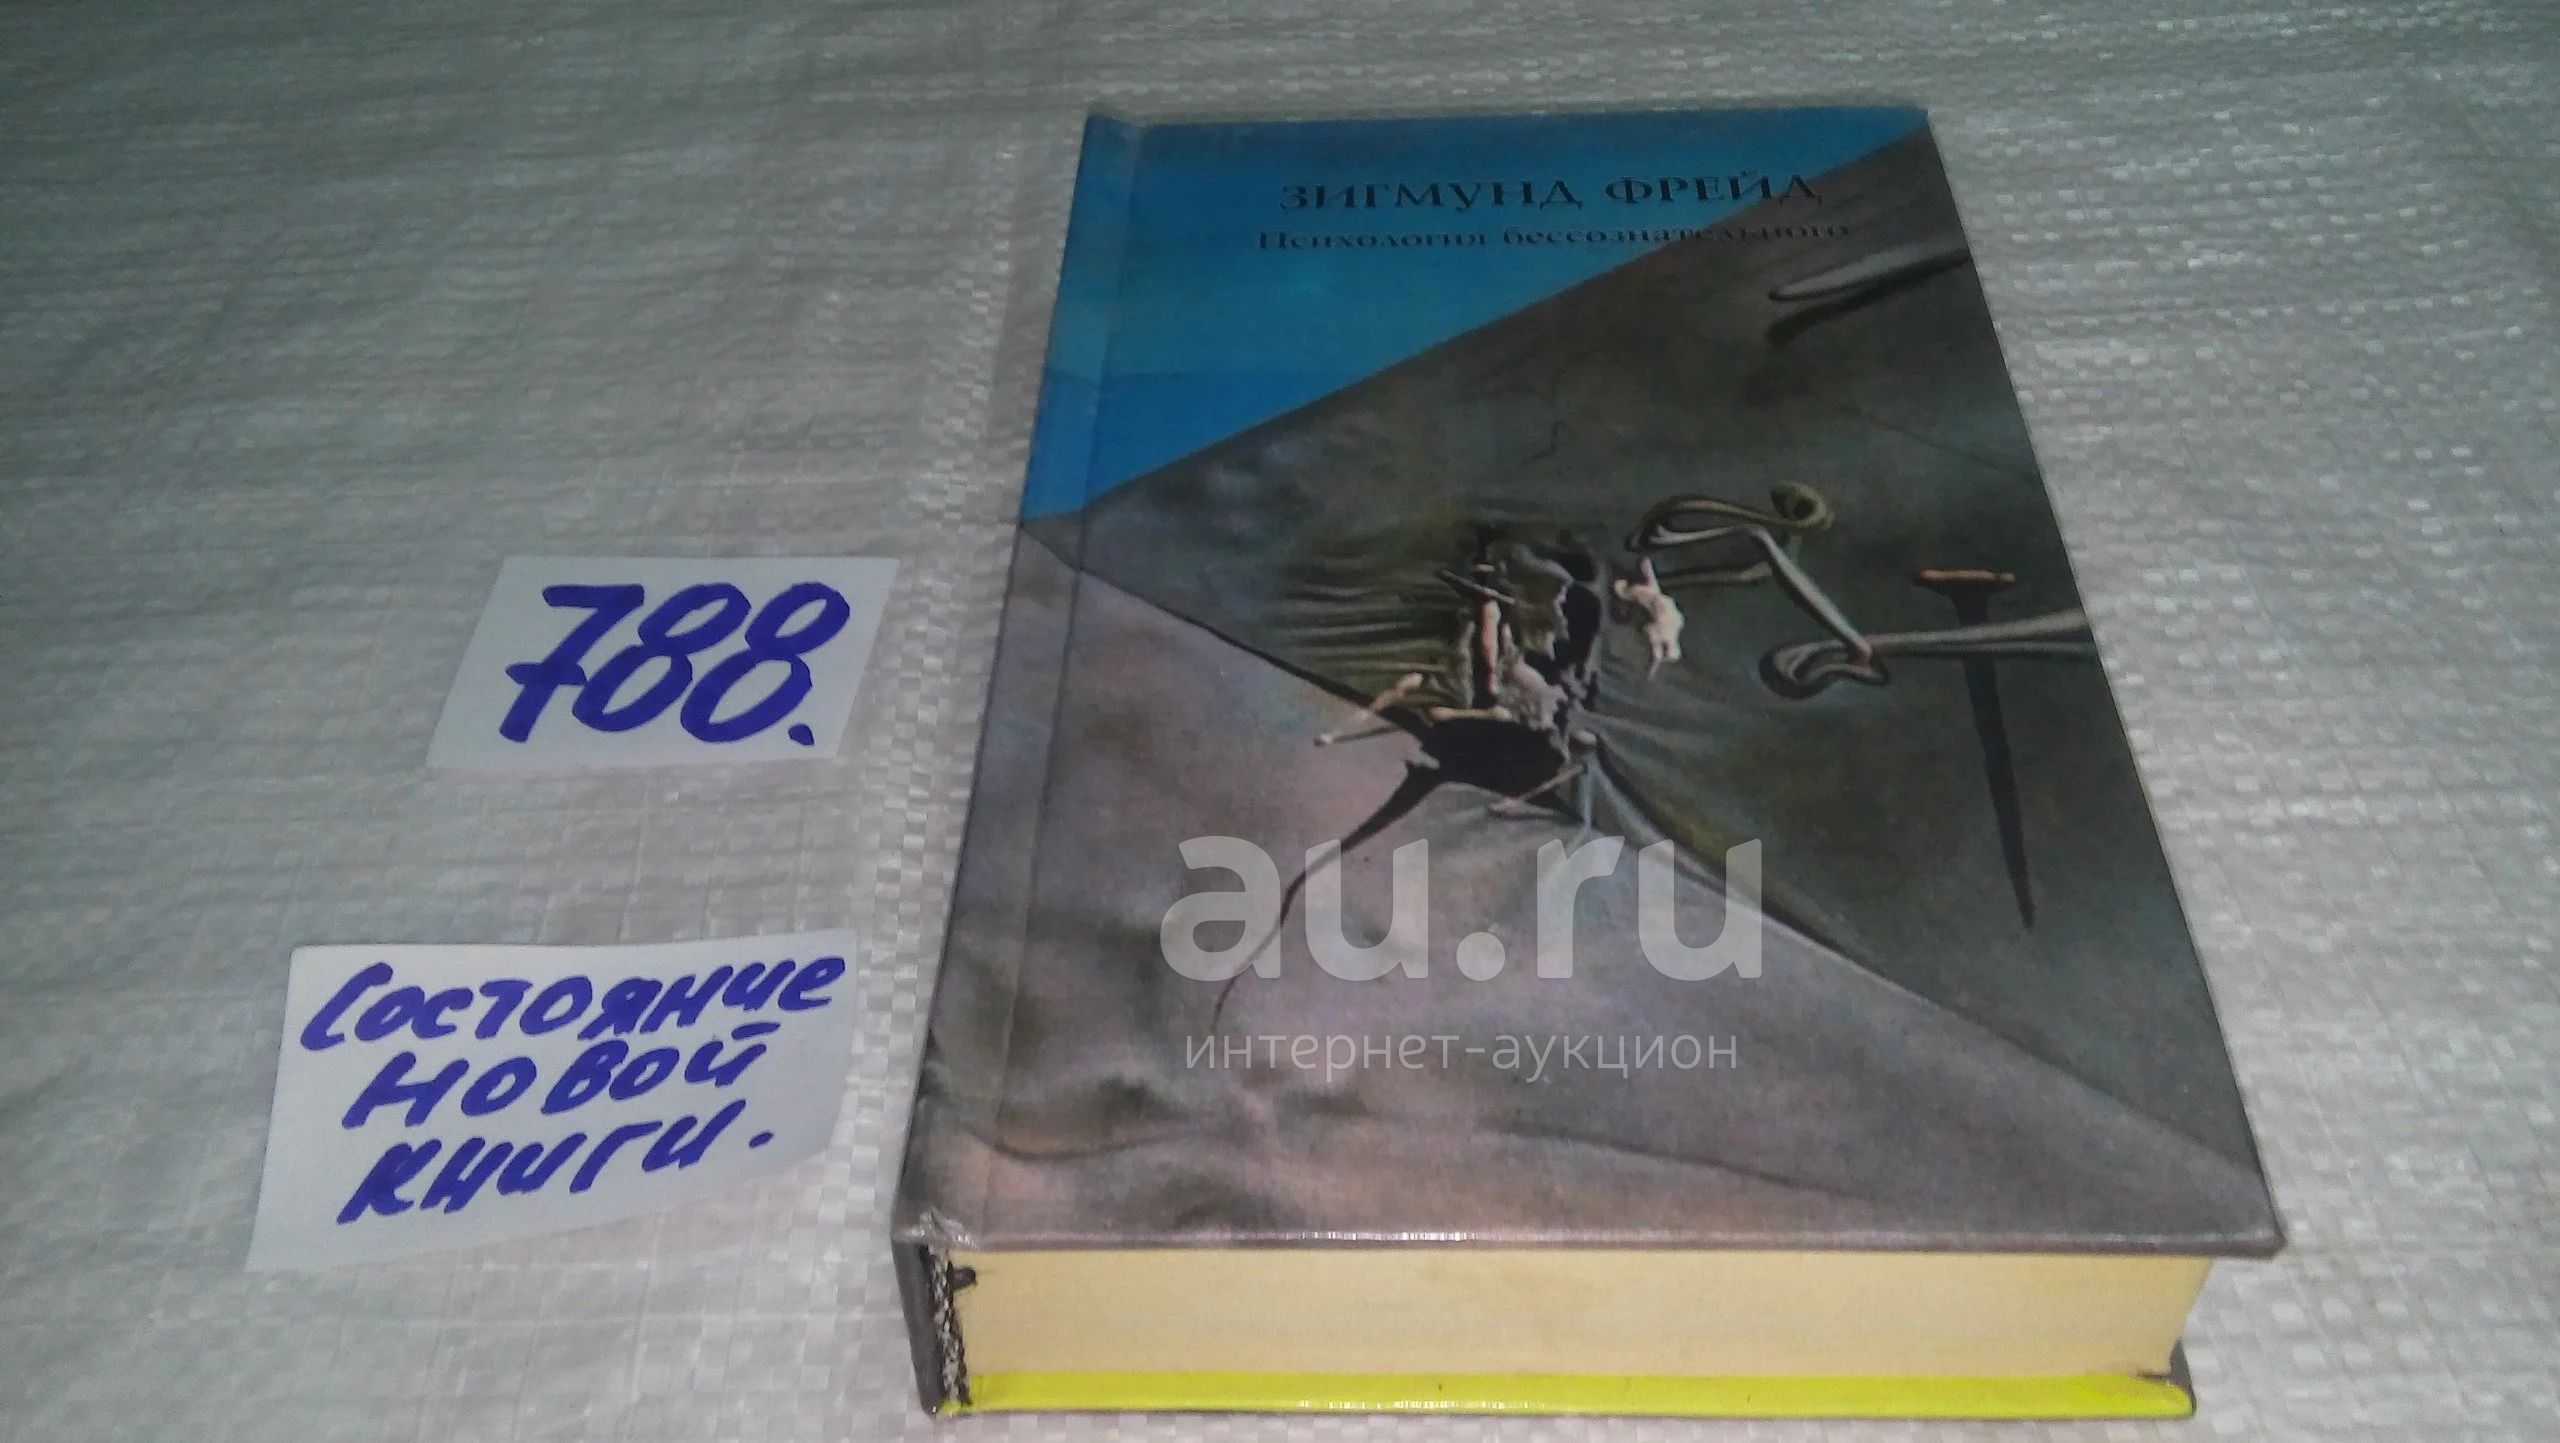 ЗИГМУНД ФРЕЙД
Психология бессознательного
788.
Состояние
новой
книги.
au.ru
интернет-аукцион